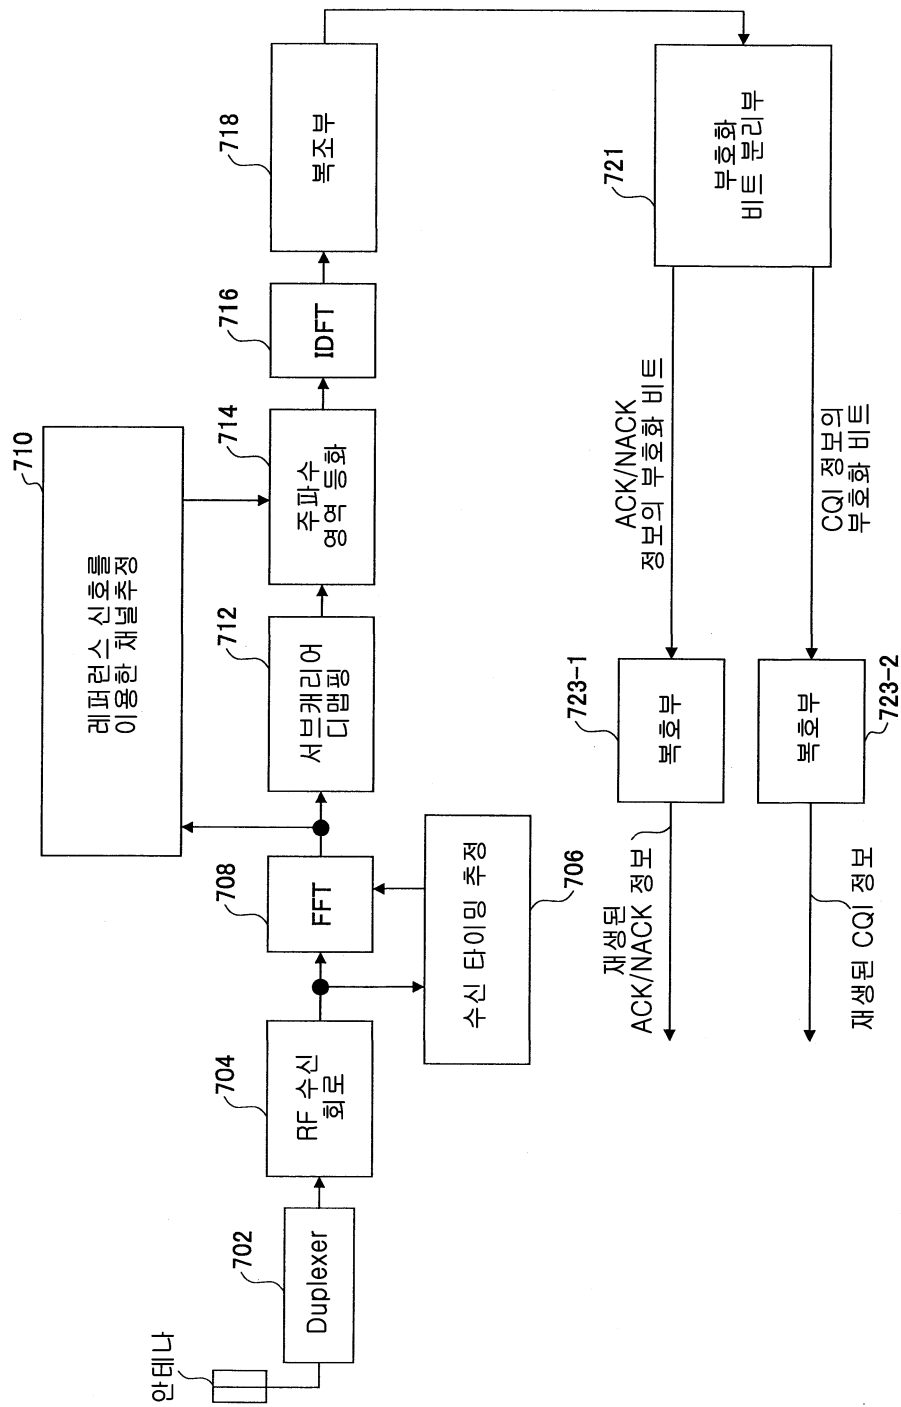 안테나
702
Duplexer
704
RF 수신
회로
706
수신 타이밍 추정
708
FFT
710
레퍼런스 신호를
이용한 채널추정
712
서브캐리어
디맵핑
714
주파수
영역 등화
716
IDFT
718
복조부
721
부호화
비트 분리부
ACK/NACK
정보의 부호화 비트
CQI 정보의
부호화 비트
723-1
복호부
723-2
복호부
재생된
ACK/NACK 정보
재생된 CQI 정보